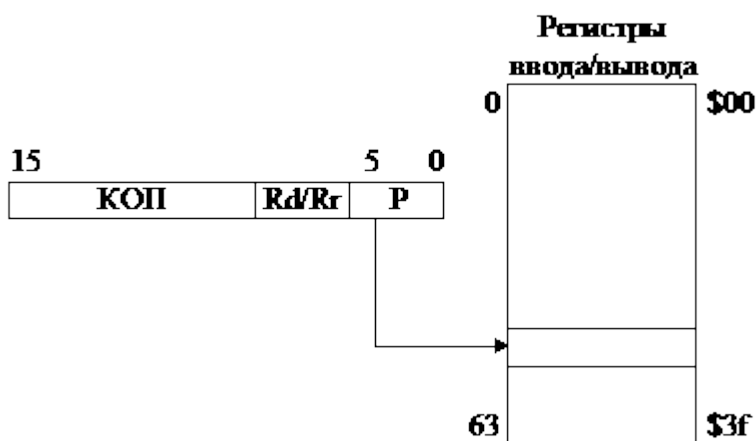 Регистры
ввода/вывода
0 $00
15 5 0
КОП Rd/Rr P
63 $3f